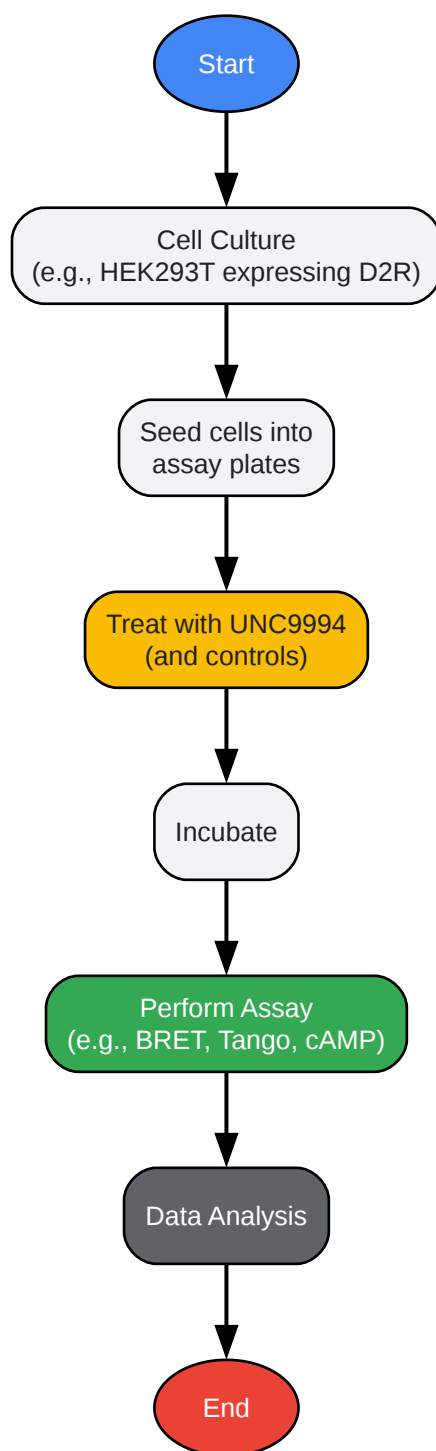 Start
Cell Culture
(e.g., HEK293T expressing D2R)
Seed cells into
assay plates
Treat with UNC9994
(and controls)
Incubate
Perform Assay
(e.g., BRET, Tango, cAMP)
Data Analysis
End